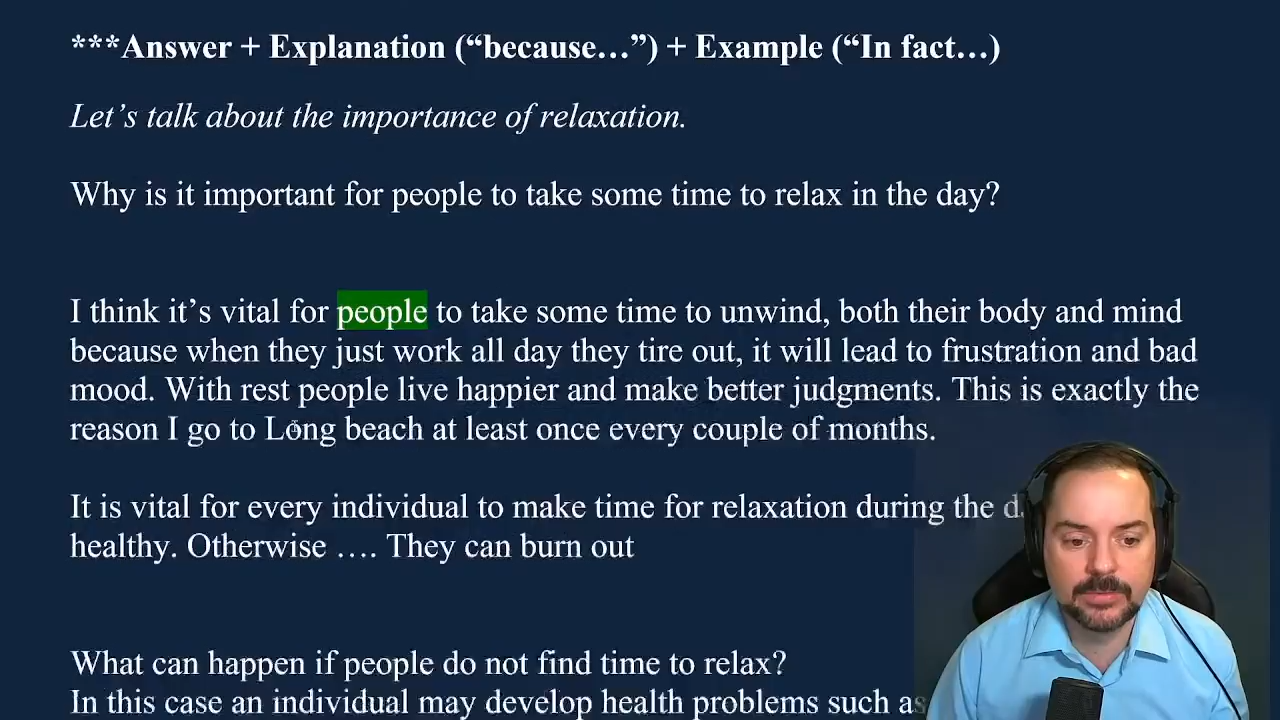 ***Answer + Explanation (“because…”) + Example (“In fact…)
Let’s talk about the importance of relaxation.
Why is it important for people to take some time to relax in the day?
I think it’s vital for people to take some time to unwind, both their body and mind
because when they just work all day they tire out, it will lead to frustration and bad
mood. With rest people live happier and make better judgments. This is exactly the
reason I go to Long beach at least once every couple of months.
It is vital for every individual to make time for relaxation during the
healthy. Otherwise …. They can burn out
What can happen if people do not find time to relax?
In this case an individual may develop health problems such as